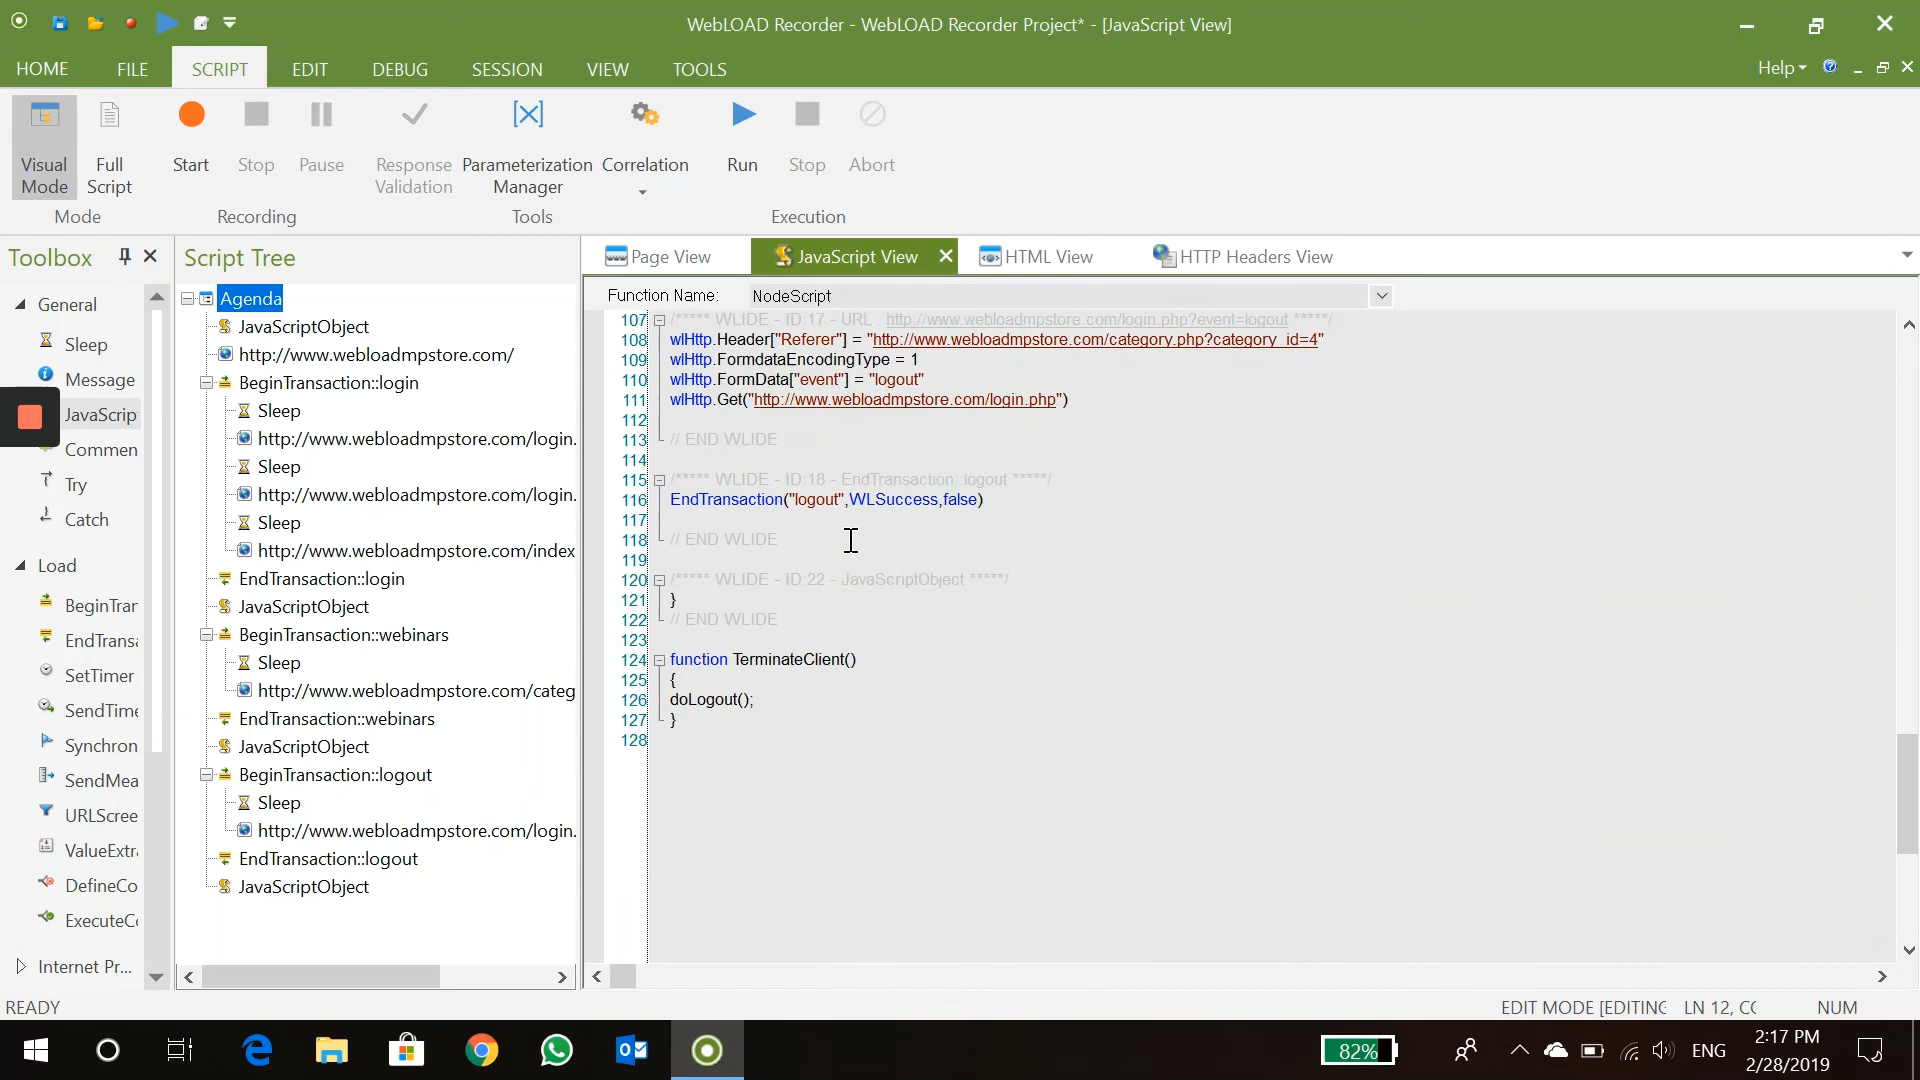 WebLOAD Recorder - WebLOAD Recorder Project* - [JavaScript View]
HOME FILE SCRIPT EDIT DEBUG SESSION VIEW TOOLS Help
Visual Mode
Full Script
Start
Stop
Pause
Response Validation
Parameterization Manager
Correlation
Run
Stop
Abort
Mode Recording Tools Execution
Toolbox
General
Sleep
Message
JavaScrip
Commen
Try
Catch
Load
BeginTrar
EndTransa
SetTimer
SendTime
Synchron
SendMea
URLScree
ValueExtra
DefineCo
ExecuteCo
Internet Pr...
Script Tree
Agenda
JavaScriptObject
http://www.webloadmpstore.com/
BeginTransaction::login
Sleep
http://www.webloadmpstore.com/login.
Sleep
http://www.webloadmpstore.com/login.
Sleep
http://www.webloadmpstore.com/index
EndTransaction::login
JavaScriptObject
BeginTransaction::webinars
Sleep
http://www.webloadmpstore.com/categ
EndTransaction::webinars
JavaScriptObject
BeginTransaction::logout
Sleep
http://www.webloadmpstore.com/login.
EndTransaction::logout
JavaScriptObject
Page View JavaScript View HTML View HTTP Headers View
Function Name: NodeScript
107 /***** WLIDE - ID:17 - URL : http://www.webloadmpstore.com/login.php?event=logout *****/
108 wlHttp.Header["Referer"] = "http://www.webloadmpstore.com/category.php?category_id=4"
109 wlHttp.FormdataEncodingType = 1
110 wlHttp.FormData["event"] = "logout"
111 wlHttp.Get("http://www.webloadmpstore.com/login.php")
112
113 // END WLIDE
114
115 /***** WLIDE - ID:18 - EndTransaction::logout *****/
116 EndTransaction("logout",WLSuccess,false)
117
118 // END WLIDE
119
120 /***** WLIDE - ID:22 - JavaScriptObject *****/
121 }
122 // END WLIDE
123
124 function TerminateClient()
125 {
126 doLogout();
127 }
128
READY EDIT MODE [EDITING LN 12, CO NUM
82% ENG 2:17 PM
2/28/2019